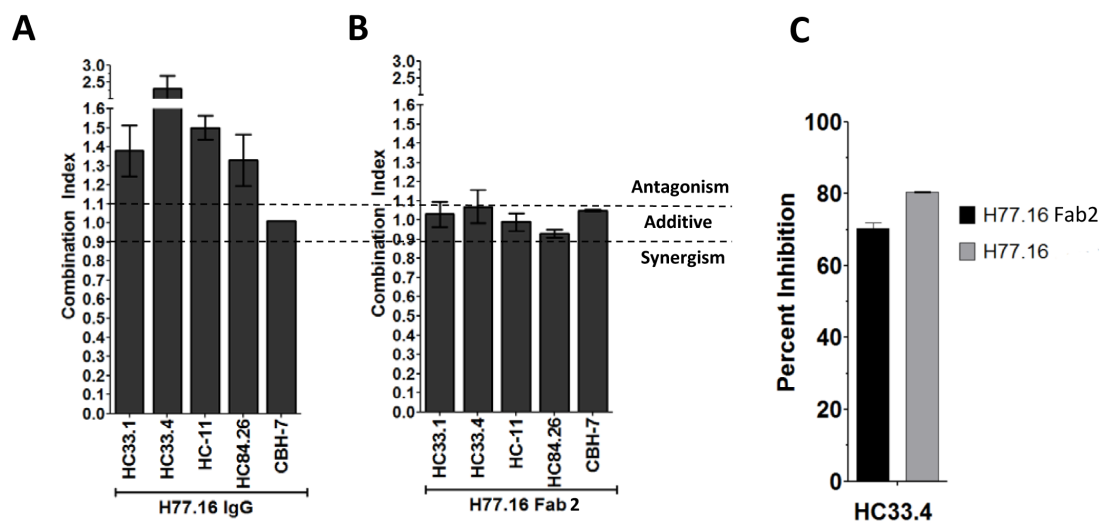 A
B
C
Combination Index
3.0
2.5
1.6
1.5
1.4
1.3
1.2
1.1
1.0
0.9
0.8
0.7
0.6
0.5
0.4
0.3
0.2
0.1
0.0
HC33.1
HC33.4
HC-11
HC84.26
CBH-7
H77.16 IgG
Combination Index
3.0
2.5
1.6
1.5
1.4
1.3
1.2
1.1
1.0
0.9
0.8
0.7
0.6
0.5
0.4
0.3
0.2
0.1
0.0
HC33.1
HC33.4
HC-11
HC84.26
CBH-7
H77.16 Fab 2
Antagonism
Additive
Synergism
Percent Inhibition
100
80
60
40
20
0
HC33.4
H77.16 Fab2
H77.16